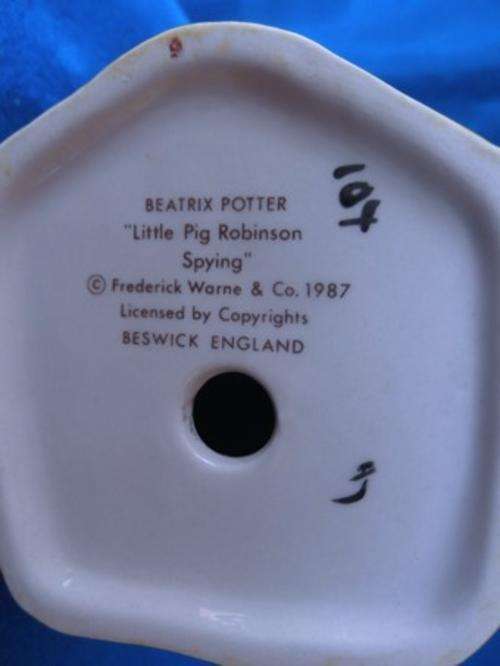 BEATRIX POTTER
"Little Pig Robinson
Spying"
© Frederick Warne & Co. 1987
Licensed by Copyrights
BESWICK ENGLAND